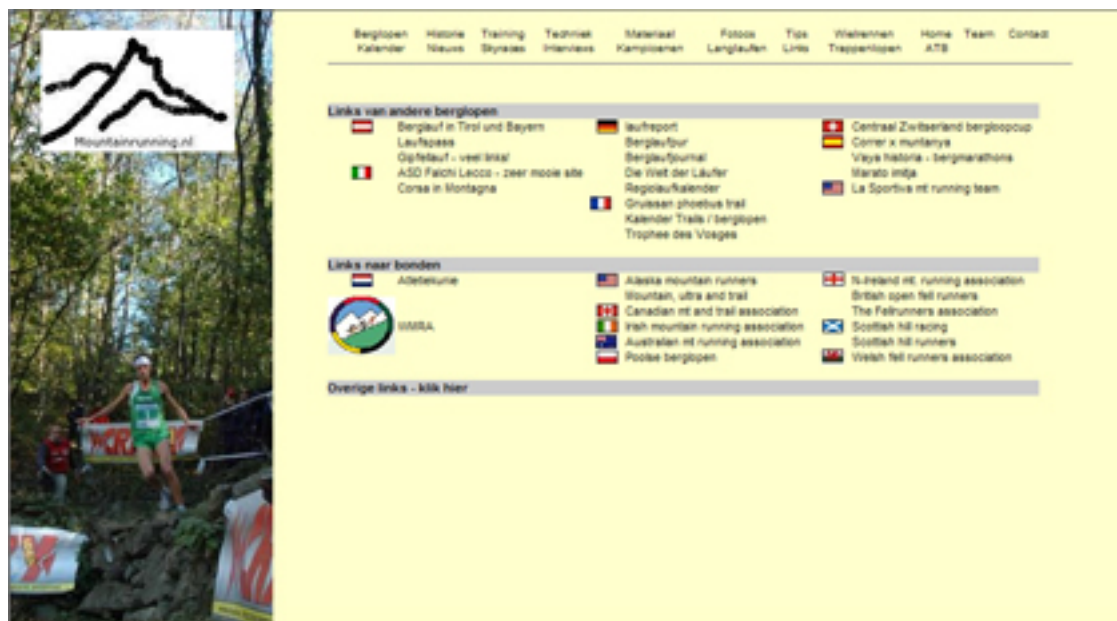 Mountainrunning.nl
Berglopen Historie Training Techniek Materiaal Fotoos Tips Wielrennen Home Team Contact
Kalender Nieuws Skyraces Interviews Kampioenen Langlaufen Links Trappenlopen ATB
Links van andere berglopen
Berglauf in Tirol und Bayern laufreport Centraal Zwitserland bergloopcup
Laufspass Berglaufpur Correr x muntanya
Gipfellauf - veel links! Berglaufjournal Vaya historia - bergmarathons
ASD Falchi Lecco - zeer mooie site Die Welt der Läufer Marato imitja
Corsa in Montagna Regiolaufkalender La Sportiva mt running team
Gruissan phoebus trail
Kalender Trails / berglopen
Trophee des Vosges
Links naar bonden
Atletiekunie Alaska mountain runners N-Ireland mt. running association
Mountain, ultra and trail British open fell runners
Canadian mt and trail association The Fellrunners association
WMRA Irish mountain running association Scottish hill racing
Australian mt running association Scottish hill runners
Poolse berglopen Welsh fell runners association
Overige links - klik hier